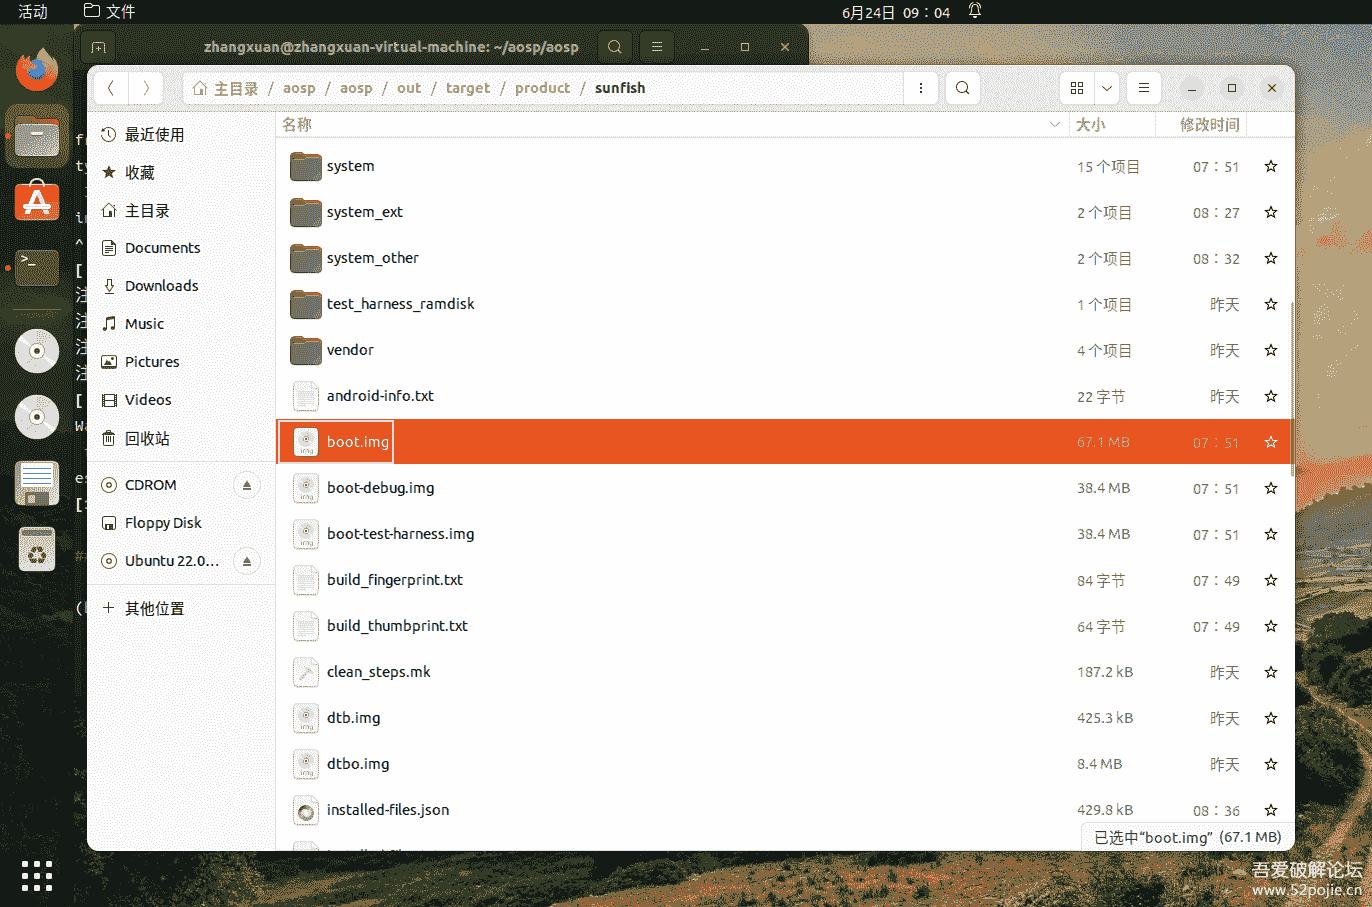 活动 文件 6月24日 09：04
zhangxuan@zhangxuan-virtual-machine: ~/aosp/aosp
主目录 / aosp / aosp / out / target / product / sunfish
名称 大小 修改时间
最近使用
收藏
主目录
Documents
Downloads
Music
Pictures
Videos
回收站
CDROM
Floppy Disk
Ubuntu 22.0...
其他位置
system 15 个项目 07：51
system_ext 2 个项目 08：27
system_other 2 个项目 08：32
test_harness_ramdisk 1 个项目 昨天
vendor 4 个项目 昨天
android-info.txt 22 字节 昨天
boot.img 67.1 MB 07：51
boot-debug.img 38.4 MB 07：51
boot-test-harness.img 38.4 MB 07：51
build_fingerprint.txt 84 字节 07：49
build_thumbprint.txt 64 字节 07：49
clean_steps.mk 187.2 kB 昨天
dtb.img 425.3 kB 昨天
dtbo.img 8.4 MB 昨天
installed-files.json 429.8 kB 08：36
已选中“boot.img” (67.1 MB)
吾爱破解论坛
www.52pojie.cn